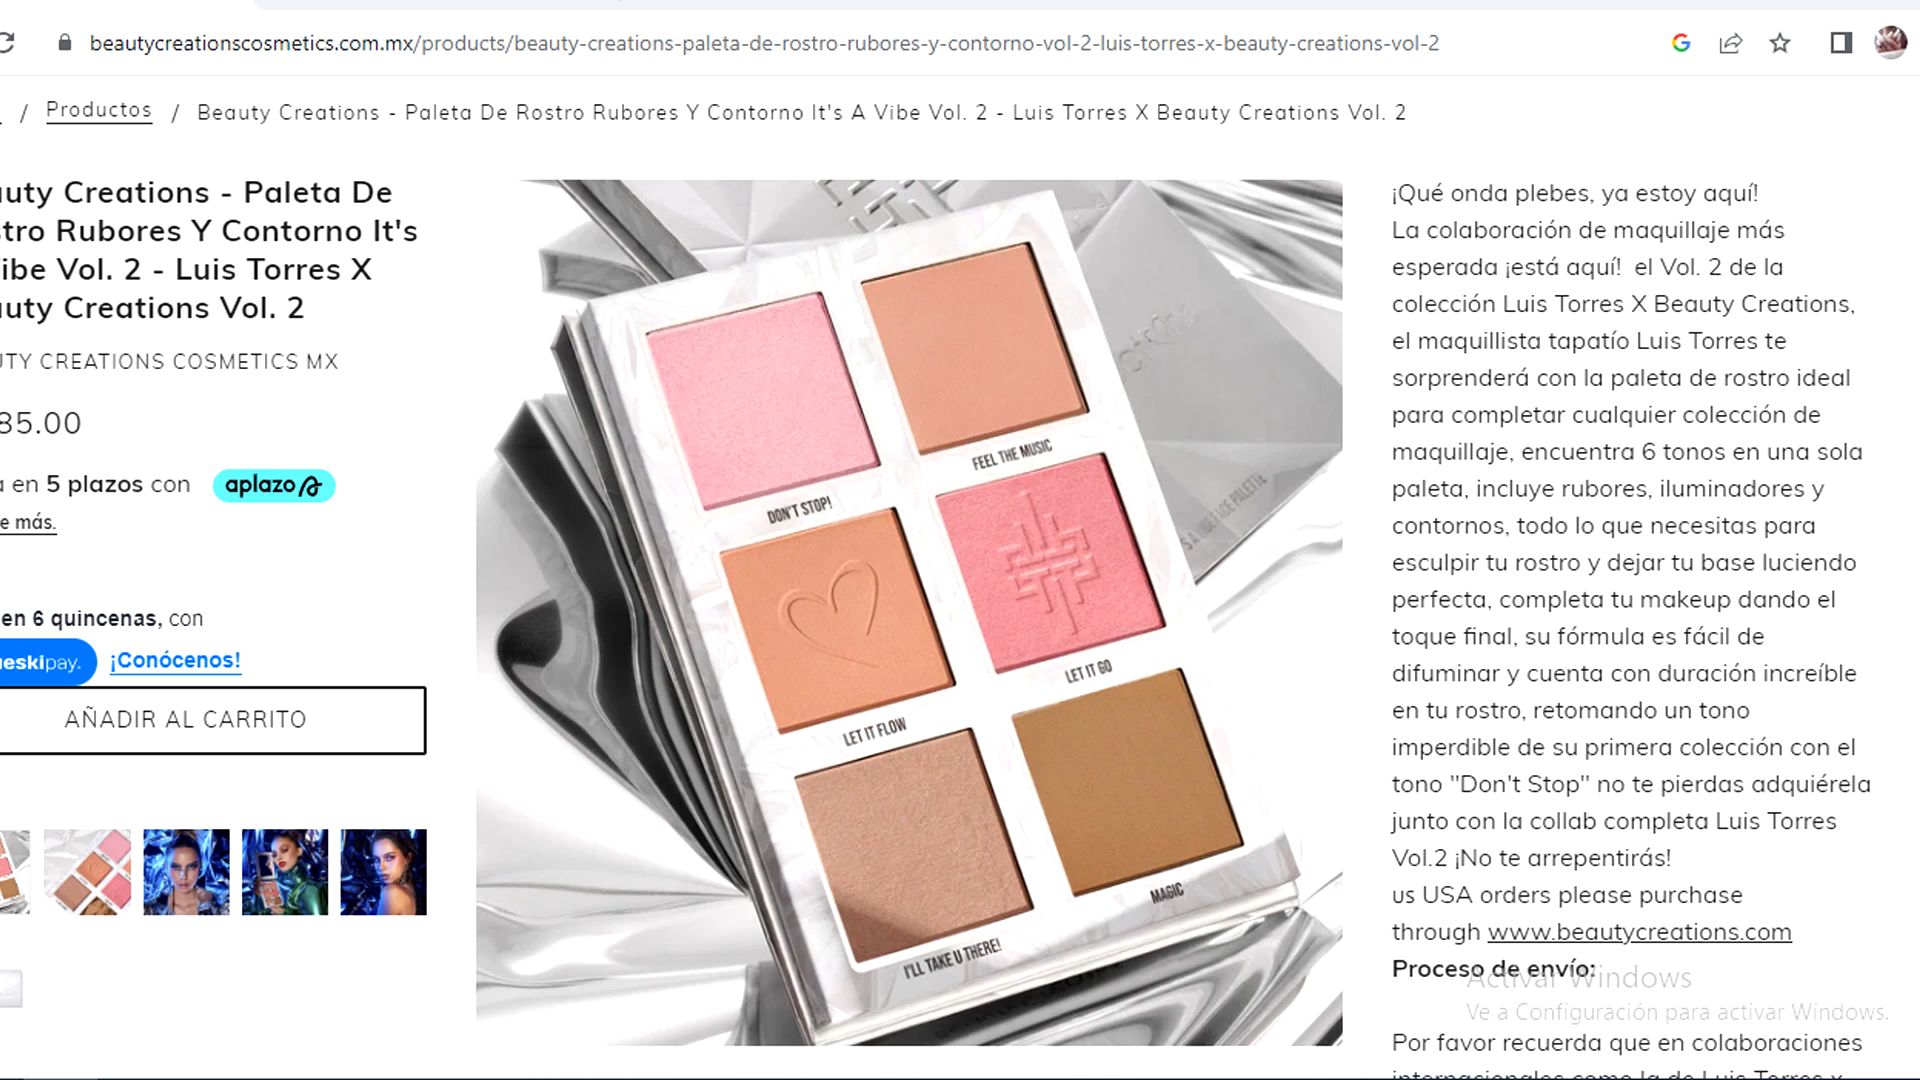 beautycreationscosmetics.com.mx/products/beauty-creations-paleta-de-rostro-rubores-y-contorno-vol-2-luis-torres-x-beauty-creations-vol-2
/ Productos / Beauty Creations - Paleta De Rostro Rubores Y Contorno It's A Vibe Vol. 2 - Luis Torres X Beauty Creations Vol. 2
Creations - Paleta De
Rubores Y Contorno It's
Vol. 2 - Luis Torres X
Creations Vol. 2
CREATIONS COSMETICS MX
85.00
en 5 plazos con aplazo
más.
en 6 quincenas, con
pay. ¡Conócenos!
AÑADIR AL CARRITO
DON'T STOP!
FEEL THE MUSIC
LET IT FLOW
LET IT GO
I'LL TAKE U THERE!
MAGIC
FACE PALETTE
¡Qué onda plebes, ya estoy aquí!
La colaboración de maquillaje más
esperada ¡está aquí! el Vol. 2 de la
colección Luis Torres X Beauty Creations,
el maquillista tapatío Luis Torres te
sorprenderá con la paleta de rostro ideal
para completar cualquier colección de
maquillaje, encuentra 6 tonos en una sola
paleta, incluye rubores, iluminadores y
contornos, todo lo que necesitas para
esculpir tu rostro y dejar tu base luciendo
perfecta, completa tu makeup dando el
toque final, su fórmula es fácil de
difuminar y cuenta con duración increíble
en tu rostro, retomando un tono
imperdible de su primera colección con el
tono "Don't Stop" no te pierdas adquiérela
junto con la collab completa Luis Torres
Vol.2 ¡No te arrepentirás!
us USA orders please purchase
through www.beautycreations.com
Proceso de envío:
Activar Windows
Ve a Configuración para activar Windows.
Por favor recuerda que en colaboraciones
internacionales como la de Luis Torres x